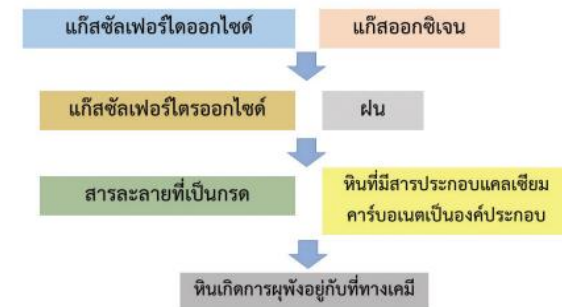 แก๊สซัลเฟอร์ไดออกไซด์
แก๊สออกซิเจน
แก๊สซัลเฟอร์ไตรออกไซด์
ฝน
สารละลายที่เป็นกรด
หินที่มีสารประกอบแคลเซียม
คาร์บอเนตเป็นองค์ประกอบ
หินเกิดการผุพังอยู่กับที่ทางเคมี